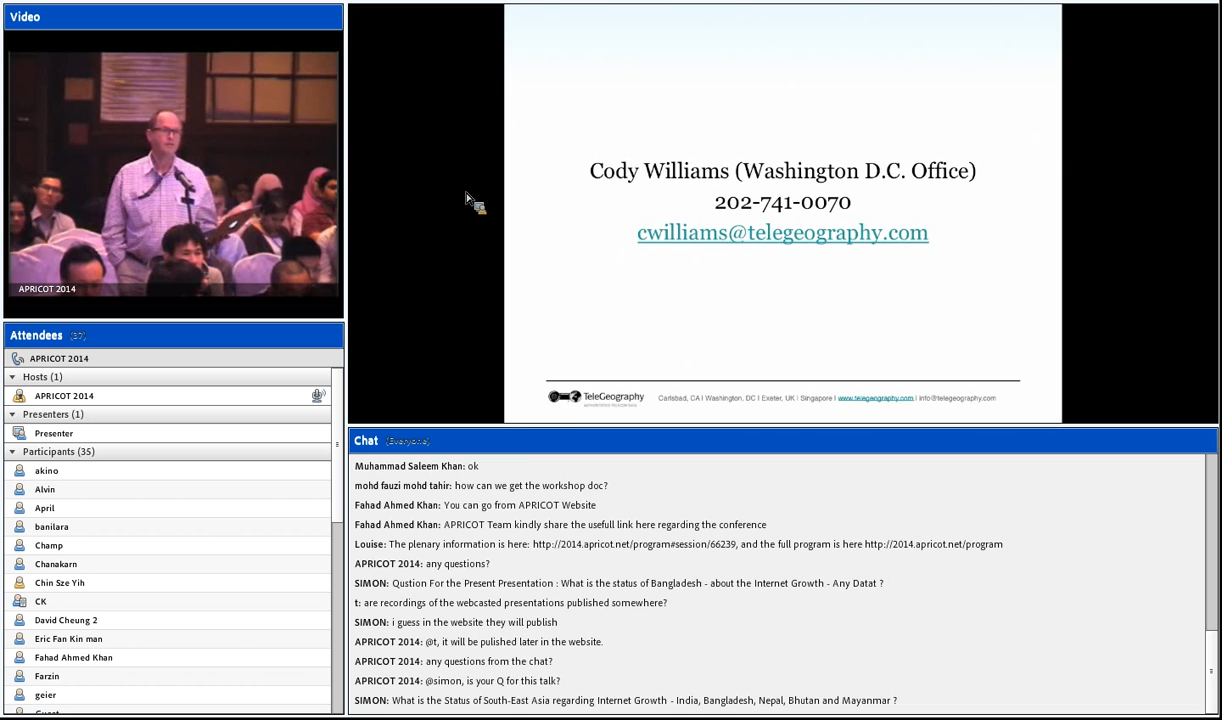 Video
APRICOT 2014
Attendees (37)
APRICOT 2014
Hosts (1)
APRICOT 2014
Presenters (1)
Presenter
Participants (35)
akino
Alvin
April
banilara
Champ
Chanakarn
Chin Sze Yih
CK
David Cheung 2
Eric Fan Kin man
Fahad Ahmed Khan
Farzin
geier
Guest
Cody Williams (Washington D.C. Office)
202-741-0070
cwilliams@telegeography.com
TeleGeography
AUTHORITATIVE TELECOM DATA
Carlsbad, CA | Washington, DC | Exeter, UK | Singapore | www.telegeography.com | info@telegeography.com
Chat (Everyone)
Muhammad Saleem Khan: ok
mohd fauzi mohd tahir: how can we get the workshop doc?
Fahad Ahmed Khan: You can go from APRICOT Website
Fahad Ahmed Khan: APRICOT Team kindly share the usefull link here regarding the conference
Louise: The plenary information is here: http://2014.apricot.net/program#session/66239, and the full program is here http://2014.apricot.net/program
APRICOT 2014: any questions?
SIMON: Qustion For the Present Presentation : What is the status of Bangladesh - about the Internet Growth - Any Datat ?
t: are recordings of the webcasted presentations published somewhere?
SIMON: i guess in the website they will publish
APRICOT 2014: @t, it will be pulished later in the website.
APRICOT 2014: any questions from the chat?
APRICOT 2014: @simon, is your Q for this talk?
SIMON: What is the Status of South-East Asia regarding Internet Growth - India, Bangladesh, Nepal, Bhutan and Mayanmar ?